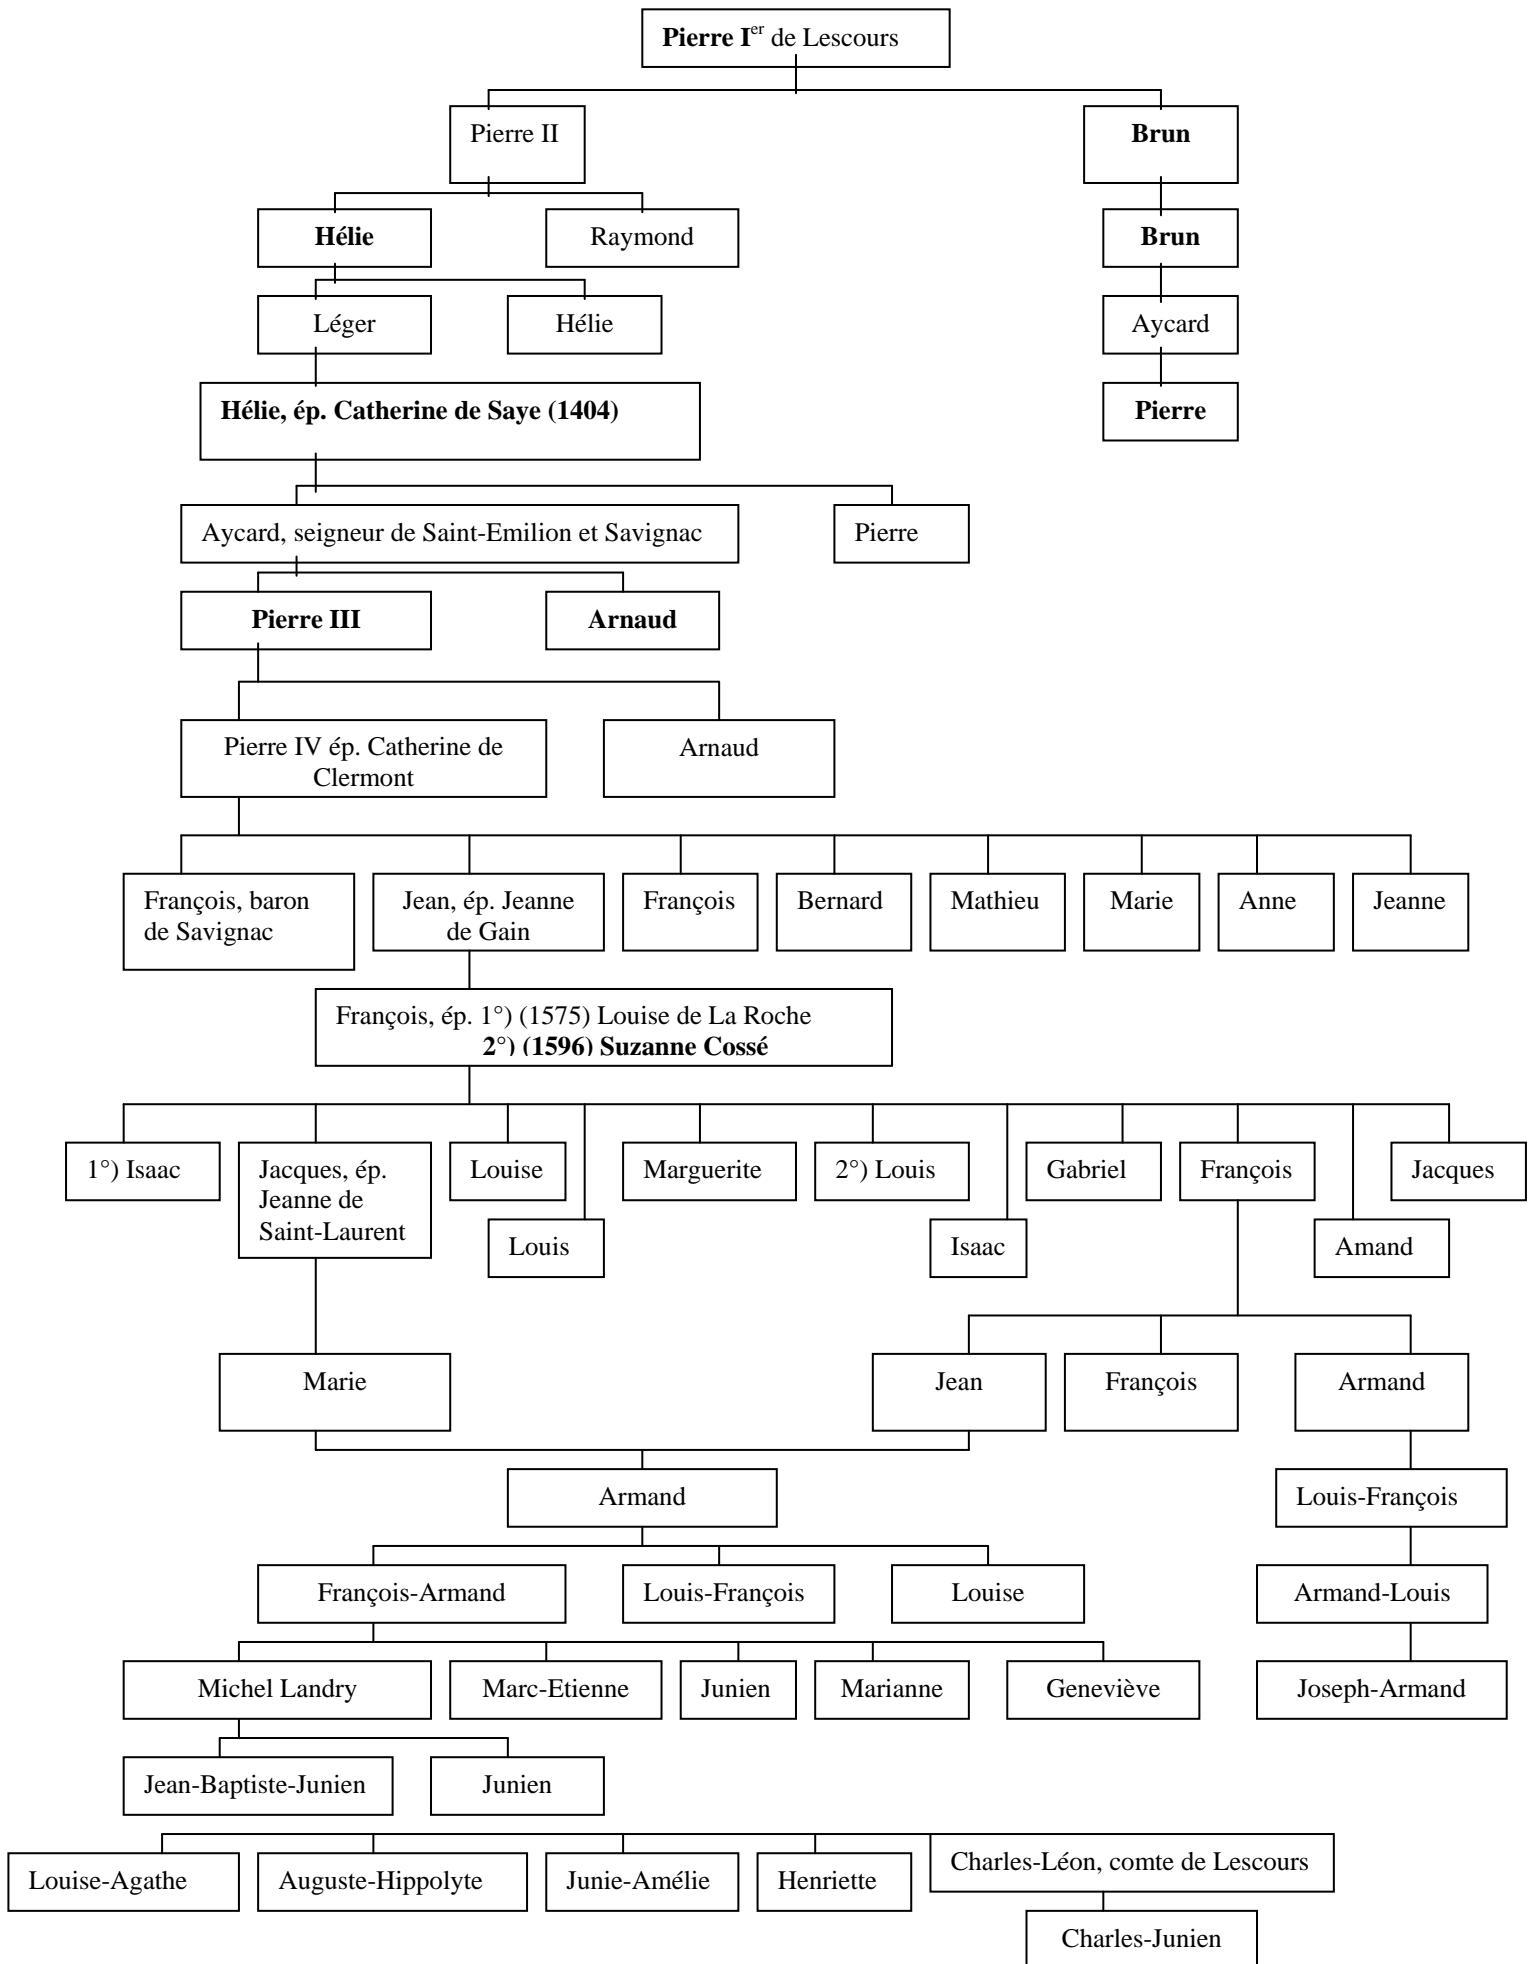 Pierre Ier de Lescours
Pierre II
Brun
Hélie
Raymond
Brun
Léger
Hélie
Aycard
Hélie, ép. Catherine de Saye (1404)
Pierre
Aycard, seigneur de Saint-Emilion et Savignac
Pierre
Pierre III
Arnaud
Pierre IV ép. Catherine de
Clermont
Arnaud
François, baron
de Savignac
Jean, ép. Jeanne
de Gain
François
Bernard
Mathieu
Marie
Anne
Jeanne
François, ép. 1°) (1575) Louise de La Roche
2°) (1596) Suzanne Cossé
1°) Isaac
Jacques, ép.
Jeanne de
Saint-Laurent
Louise
Marguerite
2°) Louis
Gabriel
François
Jacques
Louis
Isaac
Amand
Marie
Jean
François
Armand
Armand
Louis-François
François-Armand
Louis-François
Louise
Armand-Louis
Michel Landry
Marc-Etienne
Junien
Marianne
Geneviève
Joseph-Armand
Jean-Baptiste-Junien
Junien
Louise-Agathe
Auguste-Hippolyte
Junie-Amélie
Henriette
Charles-Léon, comte de Lescours
Charles-Junien